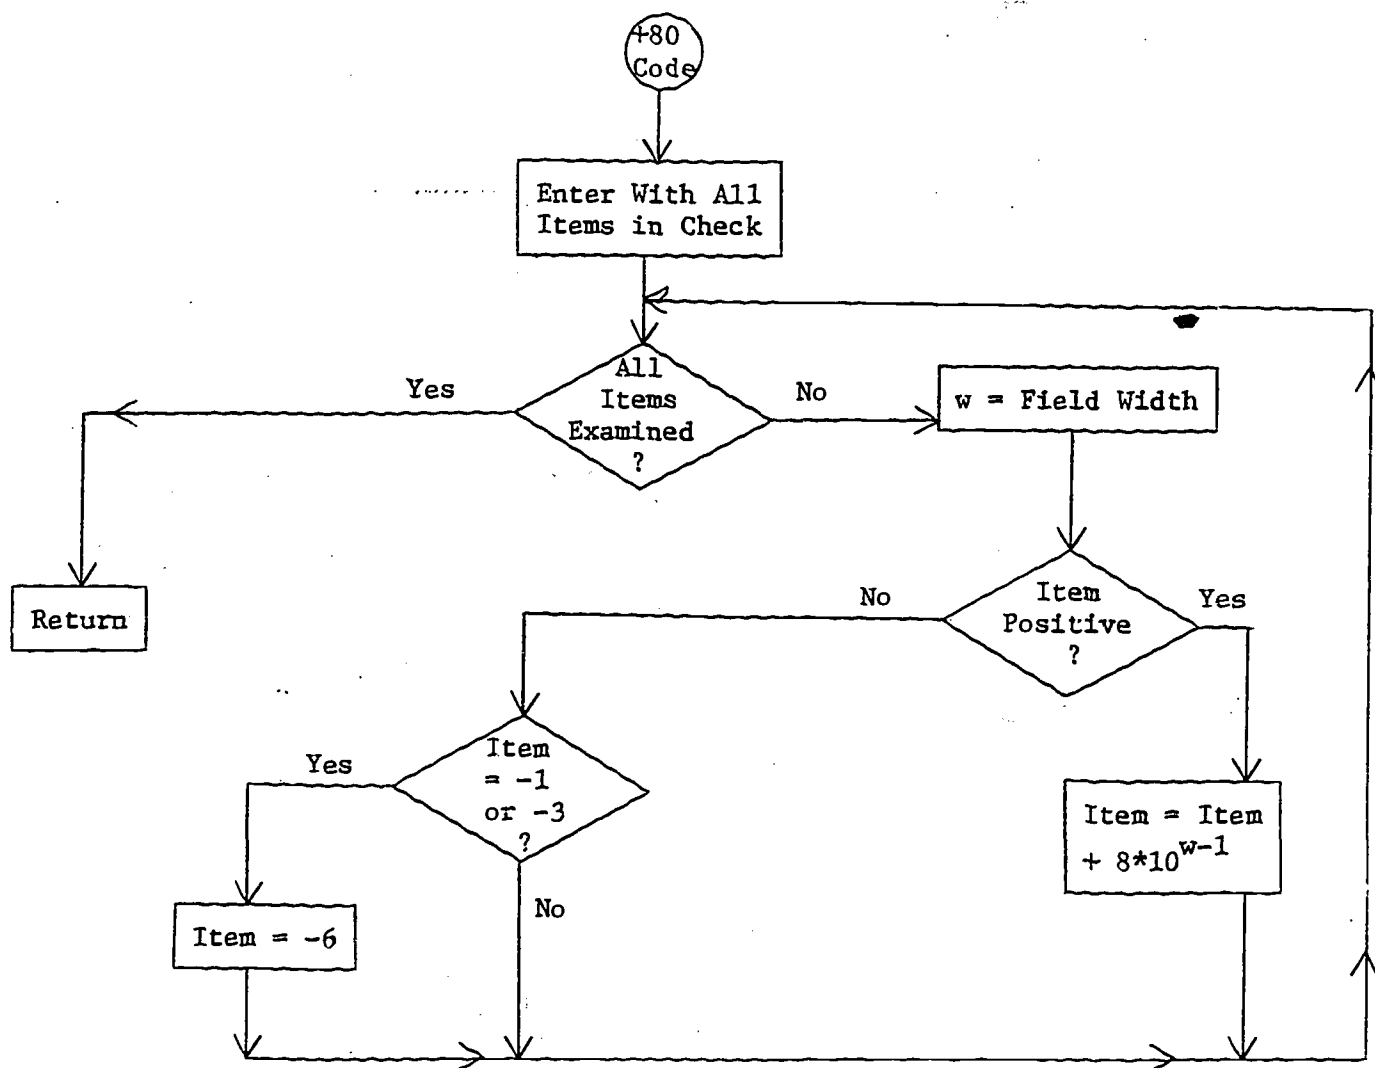 +80
Code
Enter With All
Items in Check
All
Items
Examined
?
Yes
No
w = Field Width
Return
Item
Positive
?
No
Yes
Item
= -1
or -3
?
Yes
No
Item = Item
+ 8*10^w-1
Item = -6